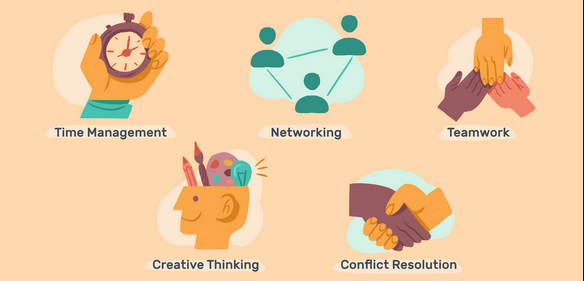 Time Management
Networking
Teamwork
Creative Thinking
Conflict Resolution